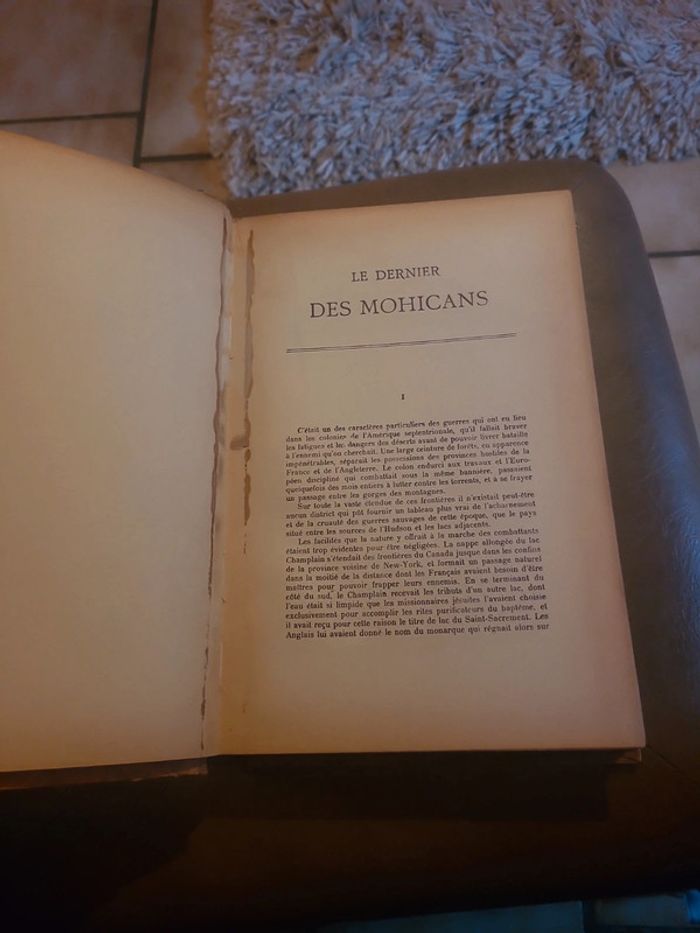 LE DERNIER
DES MOHICANS
I
C'était un des caractères particuliers des guerres qui ont eu lieu
dans les colonies de l'Amérique septentrionale, qu'il fallait braver
les fatigues et les dangers des déserts avant de pouvoir livrer bataille
à l'ennemi qu'on cherchait. Une large ceinture de forêts, en apparence
impénétrables, séparait les possessions des provinces hostiles de la
France et de l'Angleterre. Le colon endurci aux travaux et l'Euro-
péen discipliné qui combattait sous la même bannière, passaient
quelquefois des mois entiers à lutter contre les torrents, et à se frayer
un passage entre les gorges des montagnes.
Sur toute la vaste étendue de ces frontières il n'existait peut-être
aucun district qui pût fournir un tableau plus vrai de l'acharnement
et de la cruauté des guerres sauvages de cette époque, que le pays
situé entre les sources de l'Hudson et les lacs adjacents.
Les facilités que la nature y offrait à la marche des combattants
étaient trop évidentes pour être négligées. La nappe allongée du lac
Champlain s'étendait des frontières du Canada jusque dans les confins
de la province voisine de New-York, et formait un passage naturel
dans la moitié de la distance dont les Français avaient besoin d'être
maîtres pour pouvoir frapper leurs ennemis. En se terminant du
côté du sud, le Champlain recevait les tributs d'un autre lac, dont
l'eau était si limpide que les missionnaires jésuites l'avaient choisie
exclusivement pour accomplir les rites purificateurs du baptême, et
il avait reçu pour cette raison le titre de lac du Saint-Sacrement. Les
Anglais lui avaient donné le nom du monarque qui régnait alors sur